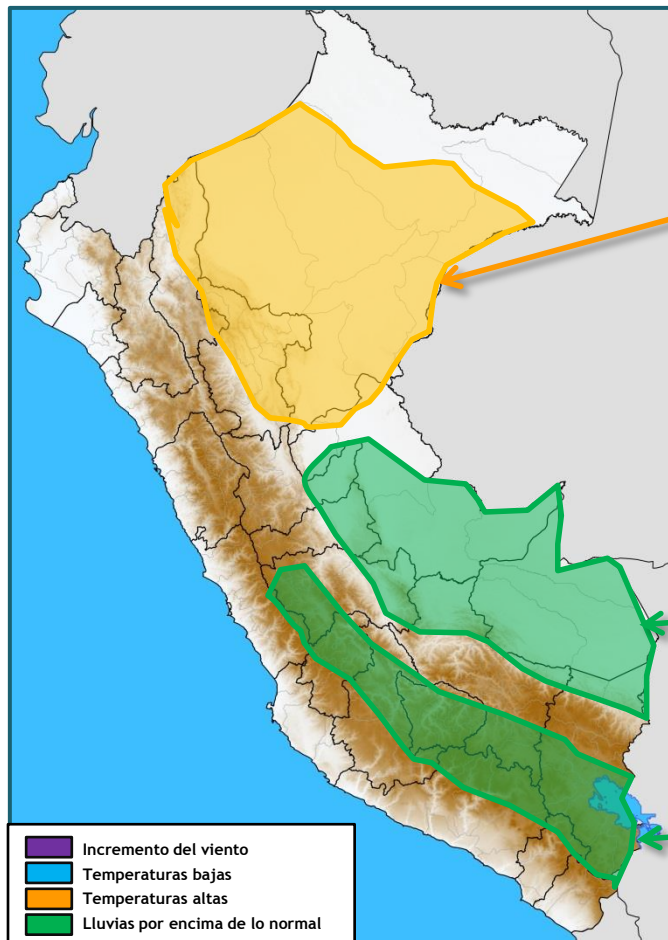 Incremento del viento
Temperaturas bajas
Temperaturas altas
Lluvias por encima de lo normal